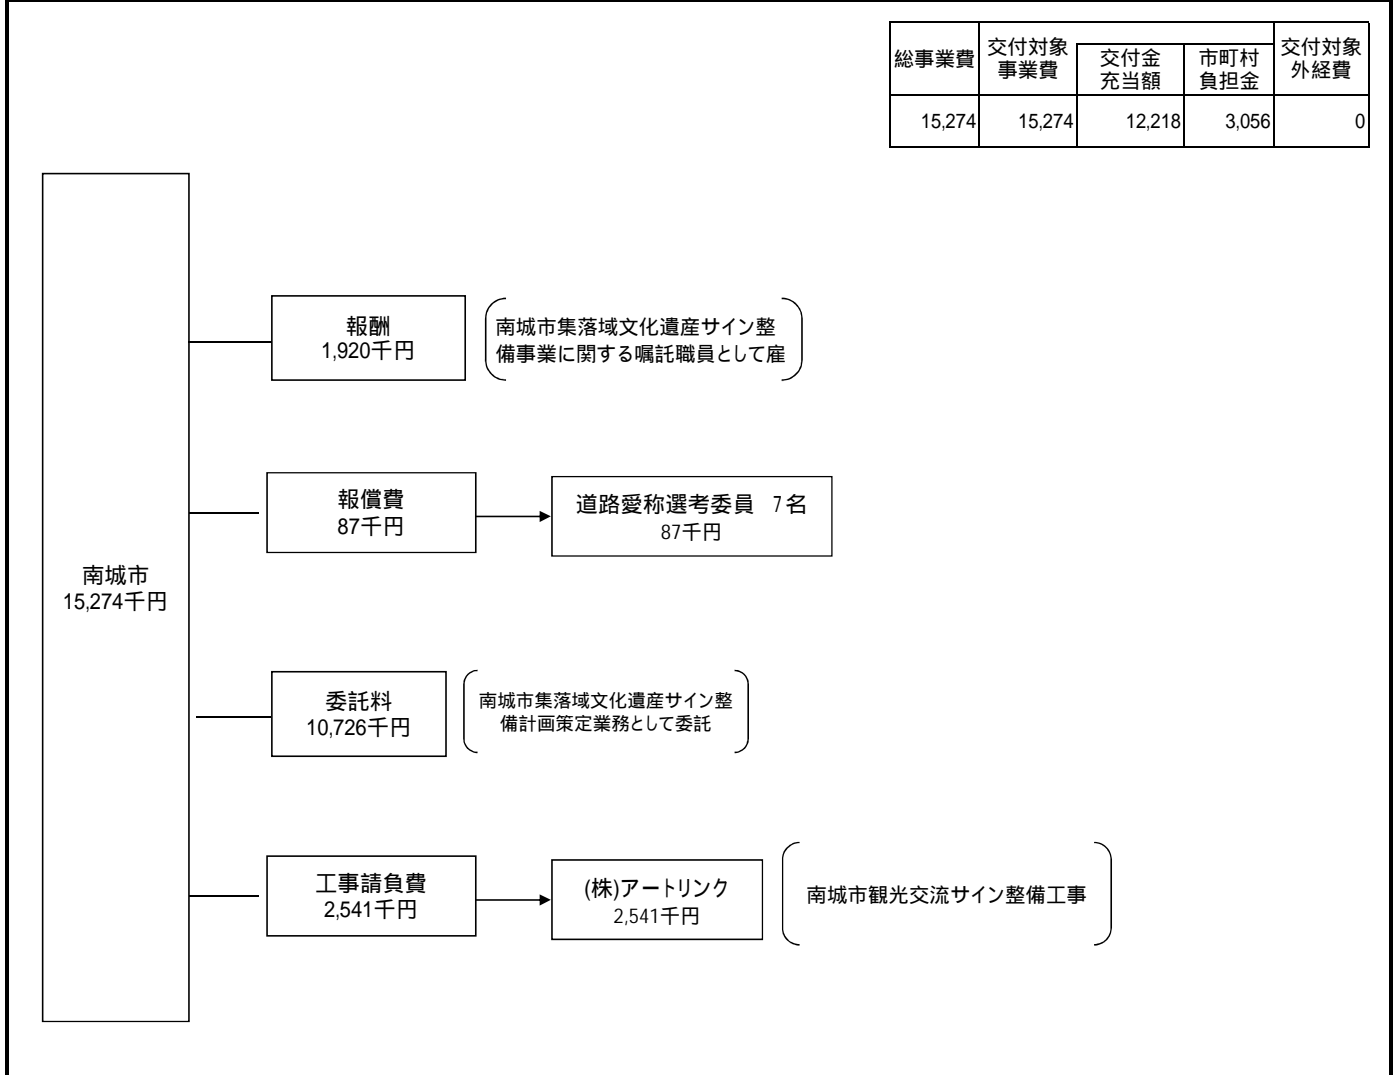 総事業費
交付対象
事業費
交付金
充当額
市町村
負担金
交付対象
外経費
15,274
15,274
12,218
3,056
0
南城市
15,274千円
報酬
1,920千円
南城市集落域文化遺産サイン整
備事業に関する嘱託職員として雇
報償費
87千円
道路愛称選考委員　7名
87千円
委託料
10,726千円
南城市集落域文化遺産サイン整
備計画策定業務として委託
工事請負費
2,541千円
(株)アートリンク
2,541千円
南城市観光交流サイン整備工事